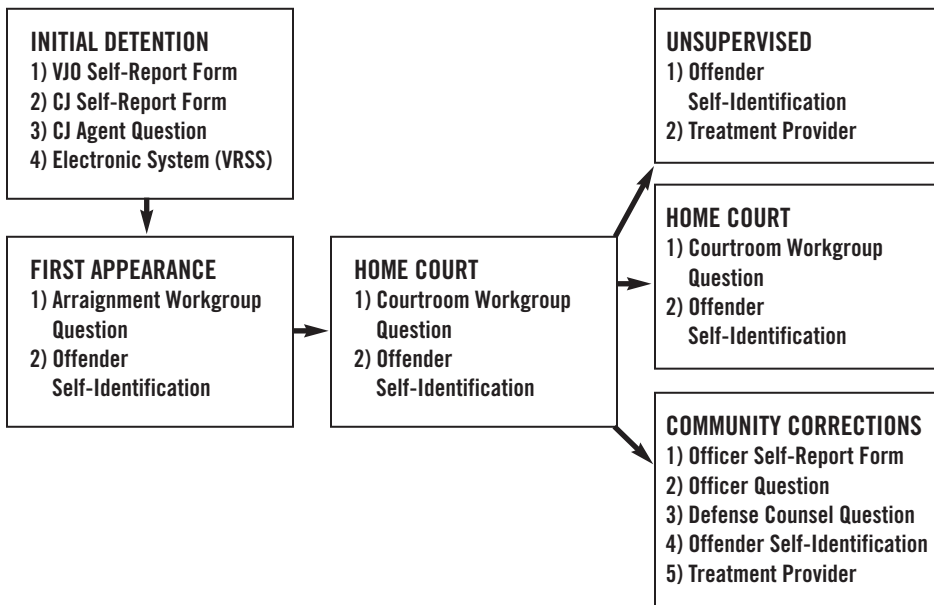 INITIAL DETENTION
1) VJO Self-Report Form
2) CJ Self-Report Form
3) CJ Agent Question
4) Electronic System (VRSS)
FIRST APPEARANCE
1) Arraignment Workgroup
Question
2) Offender
Self-Identification
HOME COURT
1) Courtroom Workgroup
Question
2) Offender
Self-Identification
UNSUPERVISED
1) Offender
Self-Identification
2) Treatment Provider
HOME COURT
1) Courtroom Workgroup
Question
2) Offender
Self-Identification
COMMUNITY CORRECTIONS
1) Officer Self-Report Form
2) Officer Question
3) Defense Counsel Question
4) Offender Self-Identification
5) Treatment Provider